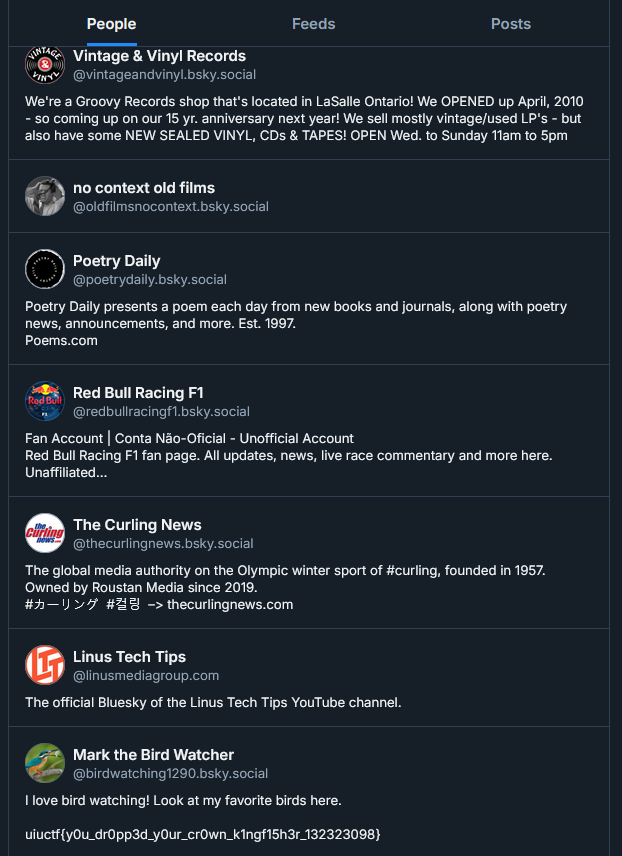 People Feeds Posts
Vintage & Vinyl Records
@vintageandvinyl.bsky.social
We're a Groovy Records shop that's located in LaSalle Ontario! We OPENED up April, 2010
- so coming up on our 15 yr. anniversary next year! We sell mostly vintage/used LP's - but
also have some NEW SEALED VINYL, CDs & TAPES! OPEN Wed. to Sunday 11am to 5pm
no context old films
@oldfilmsnocontext.bsky.social
Poetry Daily
@poetrydaily.bsky.social
Poetry Daily presents a poem each day from new books and journals, along with poetry
news, announcements, and more. Est. 1997.
Poems.com
Red Bull
F1
Red Bull Racing F1
@redbullracingf1.bsky.social
Fan Account | Conta Não-Oficial - Unofficial Account
Red Bull Racing F1 fan page. All updates, news, live race commentary and more here.
Unaffiliated...
the
Curling
news
The Curling News
@thecurlingnews.bsky.social
The global media authority on the Olympic winter sport of #curling, founded in 1957.
Owned by Roustan Media since 2019.
#カーリング #컬링 –> thecurlingnews.com
LTT
Linus Tech Tips
@linusmediagroup.com
The official Bluesky of the Linus Tech Tips YouTube channel.
Mark the Bird Watcher
@birdwatching1290.bsky.social
I love bird watching! Look at my favorite birds here.
uiuctf{y0u_dr0pp3d_y0ur_cr0wn_k1ngf15h3r_132323098}